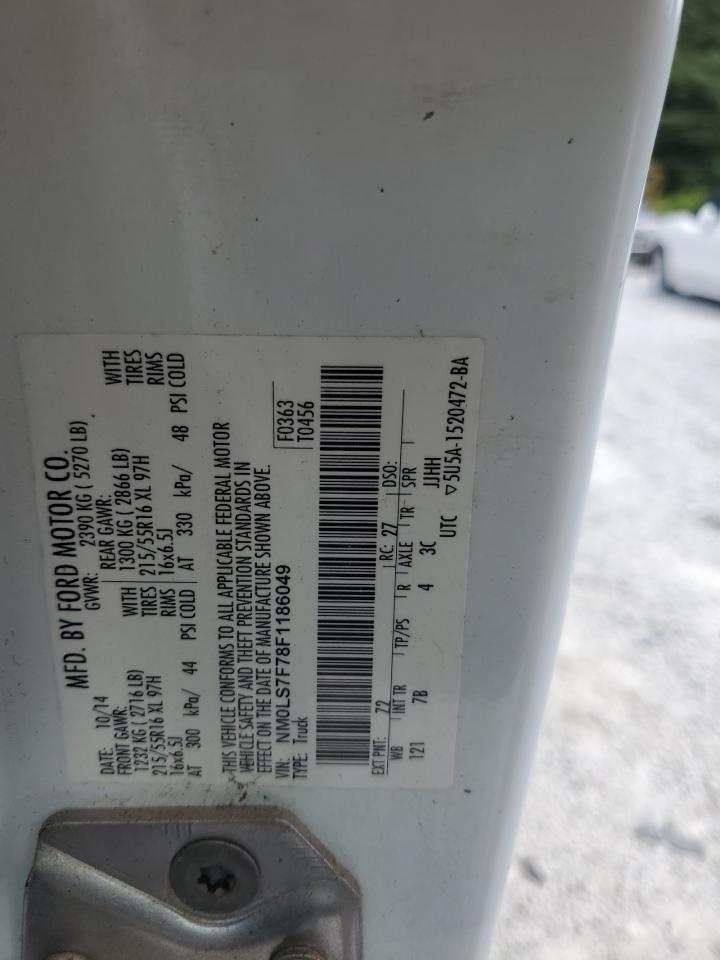 MFD. BY FORD MOTOR CO.
DATE: 10/14 GVWR: 2390 KG ( 5270 LB)
FRONT GAWR: REAR GAWR:
1232 KG ( 2716 LB) WITH 1300 KG ( 2866 LB) WITH
215/55R16 XL 97H TIRES 215/55R16 XL 97H TIRES
16x6.5J RIMS 16x6.5J RIMS
AT 300 kPa/ 44 PSI COLD AT 330 kPa/ 48 PSI COLD
THIS VEHICLE CONFORMS TO ALL APPLICABLE FEDERAL MOTOR
VEHICLE SAFETY AND THEFT PREVENTION STANDARDS IN
EFFECT ON THE DATE OF MANUFACTURE SHOWN ABOVE.
VIN: NM0LS7F78F1186049 F0363
TYPE: Truck T0456
EXT PNT: 72 RC: 27 DSO:
WB INT TR TP/PS R AXLE TR SPR
121 7B 4 3C JJHH
UTC ▽5U5A-1520472-BA